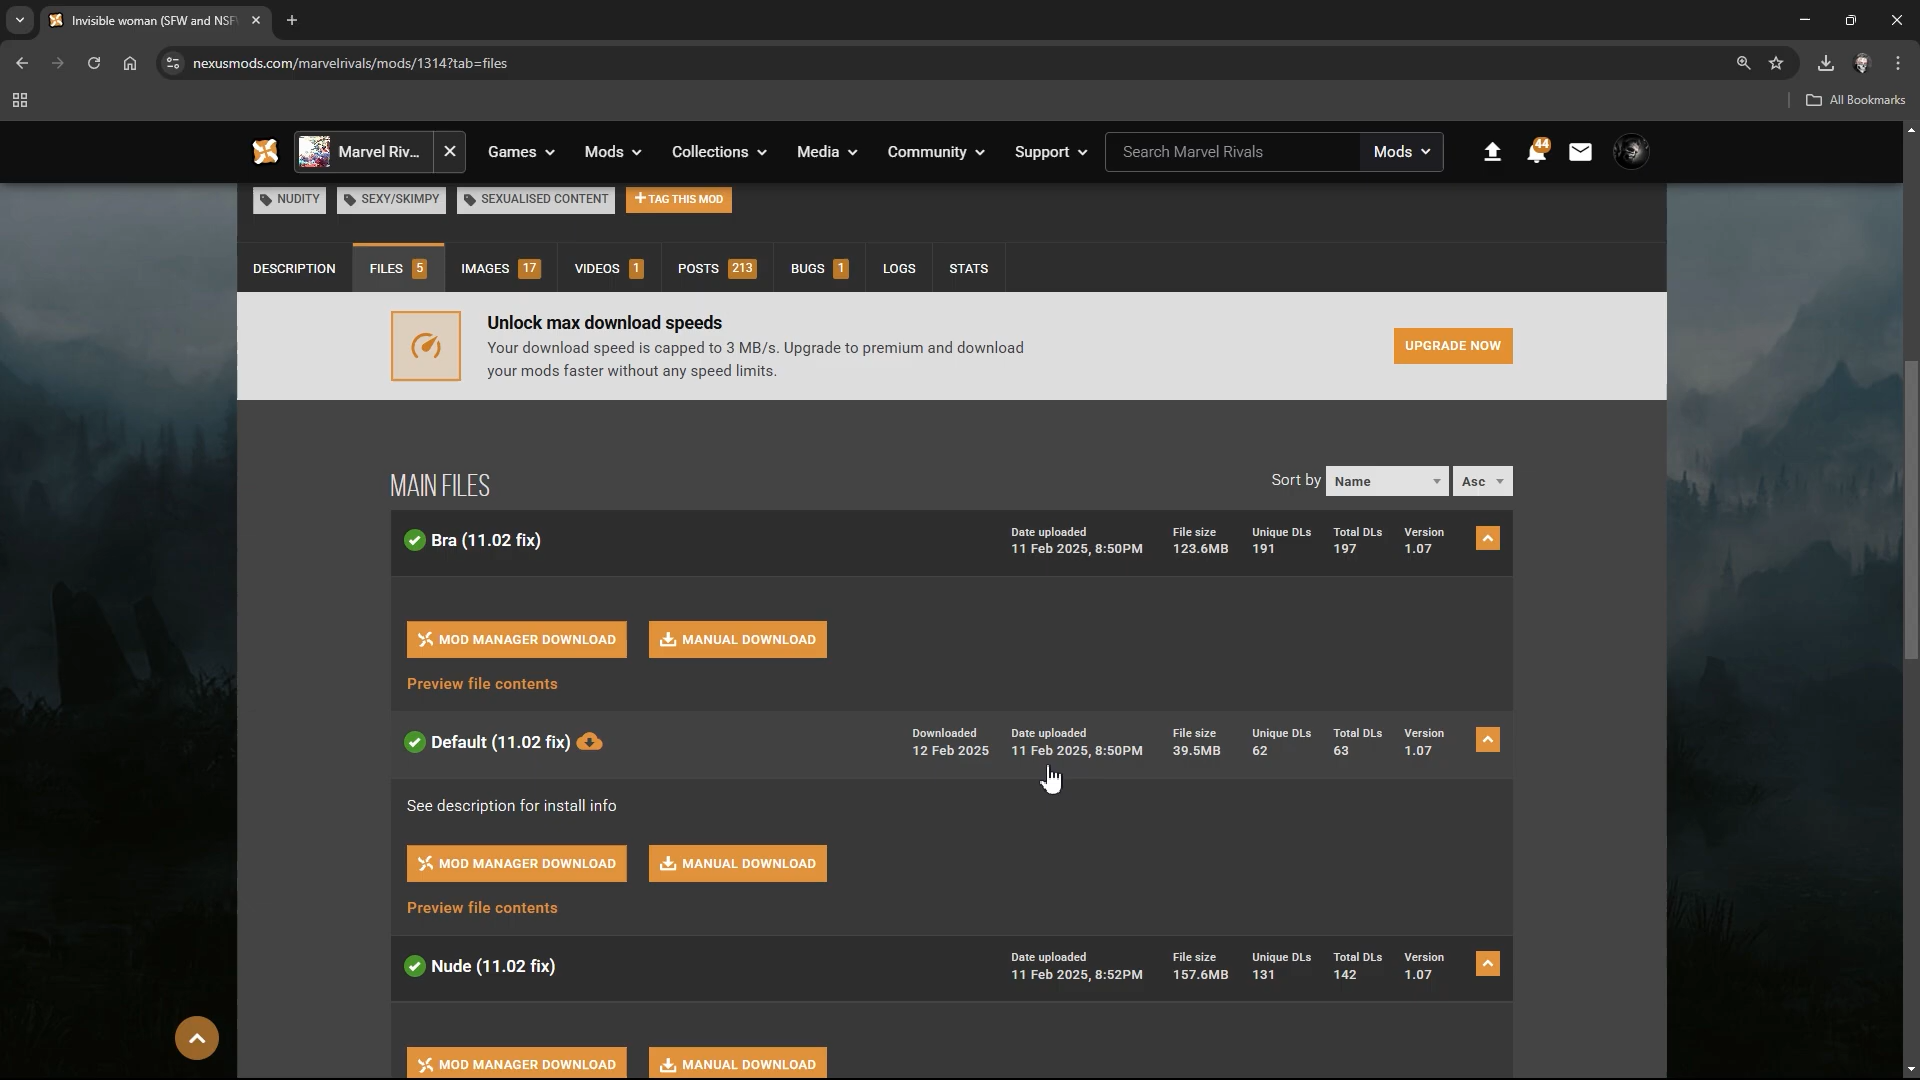 Invisible woman (SFW and NSF
nexusmods.com/marvelrivals/mods/1314?tab=files
All Bookmarks
Marvel Riv...
Games
Mods
Collections
Media
Community
Support
Search Marvel Rivals
Mods
44
NUDITY
SEXY/SKIMPY
SEXUALISED CONTENT
+ TAG THIS MOD
DESCRIPTION
FILES 5
IMAGES 17
VIDEOS 1
POSTS 213
BUGS 1
LOGS
STATS
Unlock max download speeds
Your download speed is capped to 3 MB/s. Upgrade to premium and download
your mods faster without any speed limits.
UPGRADE NOW
MAIN FILES
Sort by Name Asc
Bra (11.02 fix)
Date uploaded File size Unique DLs Total DLs Version
11 Feb 2025, 8:50PM 123.6MB 191 197 1.07
MOD MANAGER DOWNLOAD
MANUAL DOWNLOAD
Preview file contents
Default (11.02 fix)
Downloaded Date uploaded File size Unique DLs Total DLs Version
12 Feb 2025 11 Feb 2025, 8:50PM 39.5MB 62 63 1.07
See description for install info
MOD MANAGER DOWNLOAD
MANUAL DOWNLOAD
Preview file contents
Nude (11.02 fix)
Date uploaded File size Unique DLs Total DLs Version
11 Feb 2025, 8:52PM 157.6MB 131 142 1.07
MOD MANAGER DOWNLOAD
MANUAL DOWNLOAD